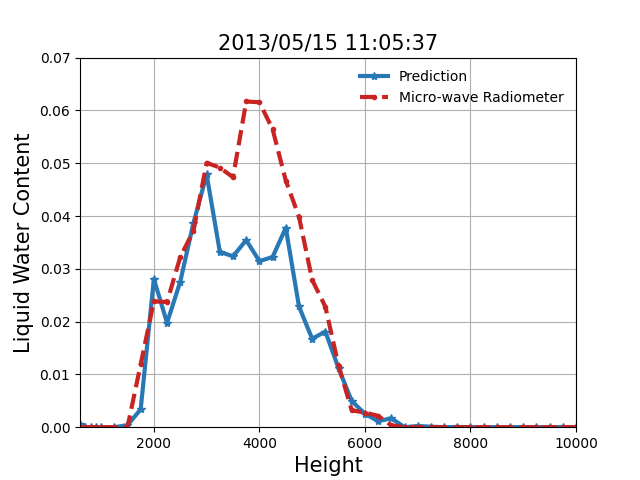 2013/05/15 11:05:37
0.07
0.06
0.05
0.04
0.03
0.02
0.01
0.00
Liquid Water Content
Prediction
Micro-wave Radiometer
2000 4000 6000 8000 10000
Height